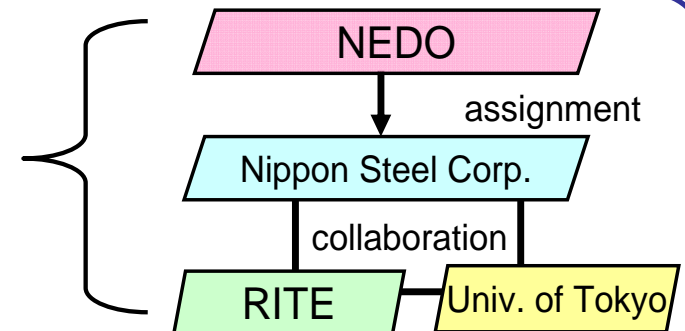 NEDO
assignment
Nippon Steel Corp.
collaboration
RITE
Univ. of Tokyo